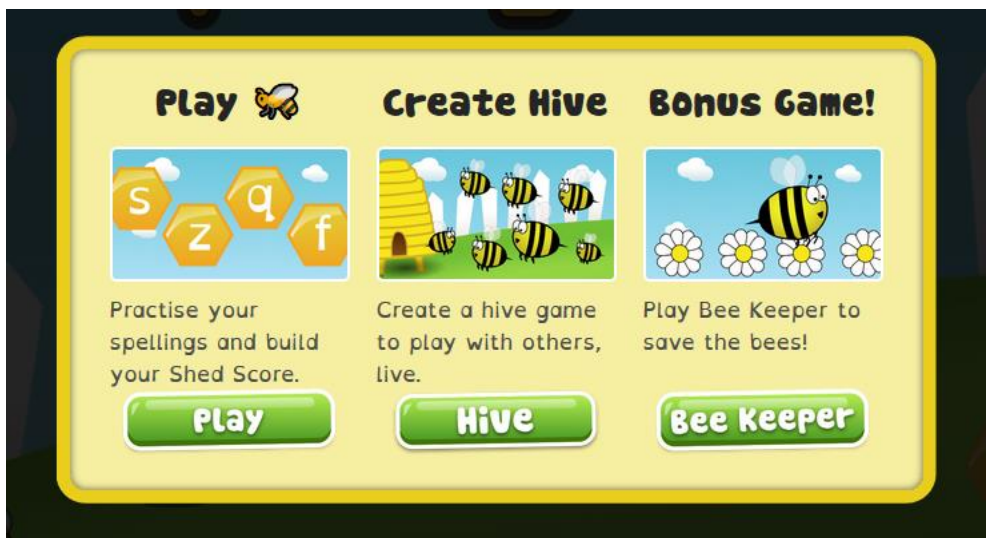 Play
s
z
q
f
Practise your
spellings and build
your Shed Score.
Play
Create Hive
Create a hive game
to play with others,
live.
Hive
Bonus Game!
Play Bee Keeper to
save the bees!
Bee Keeper